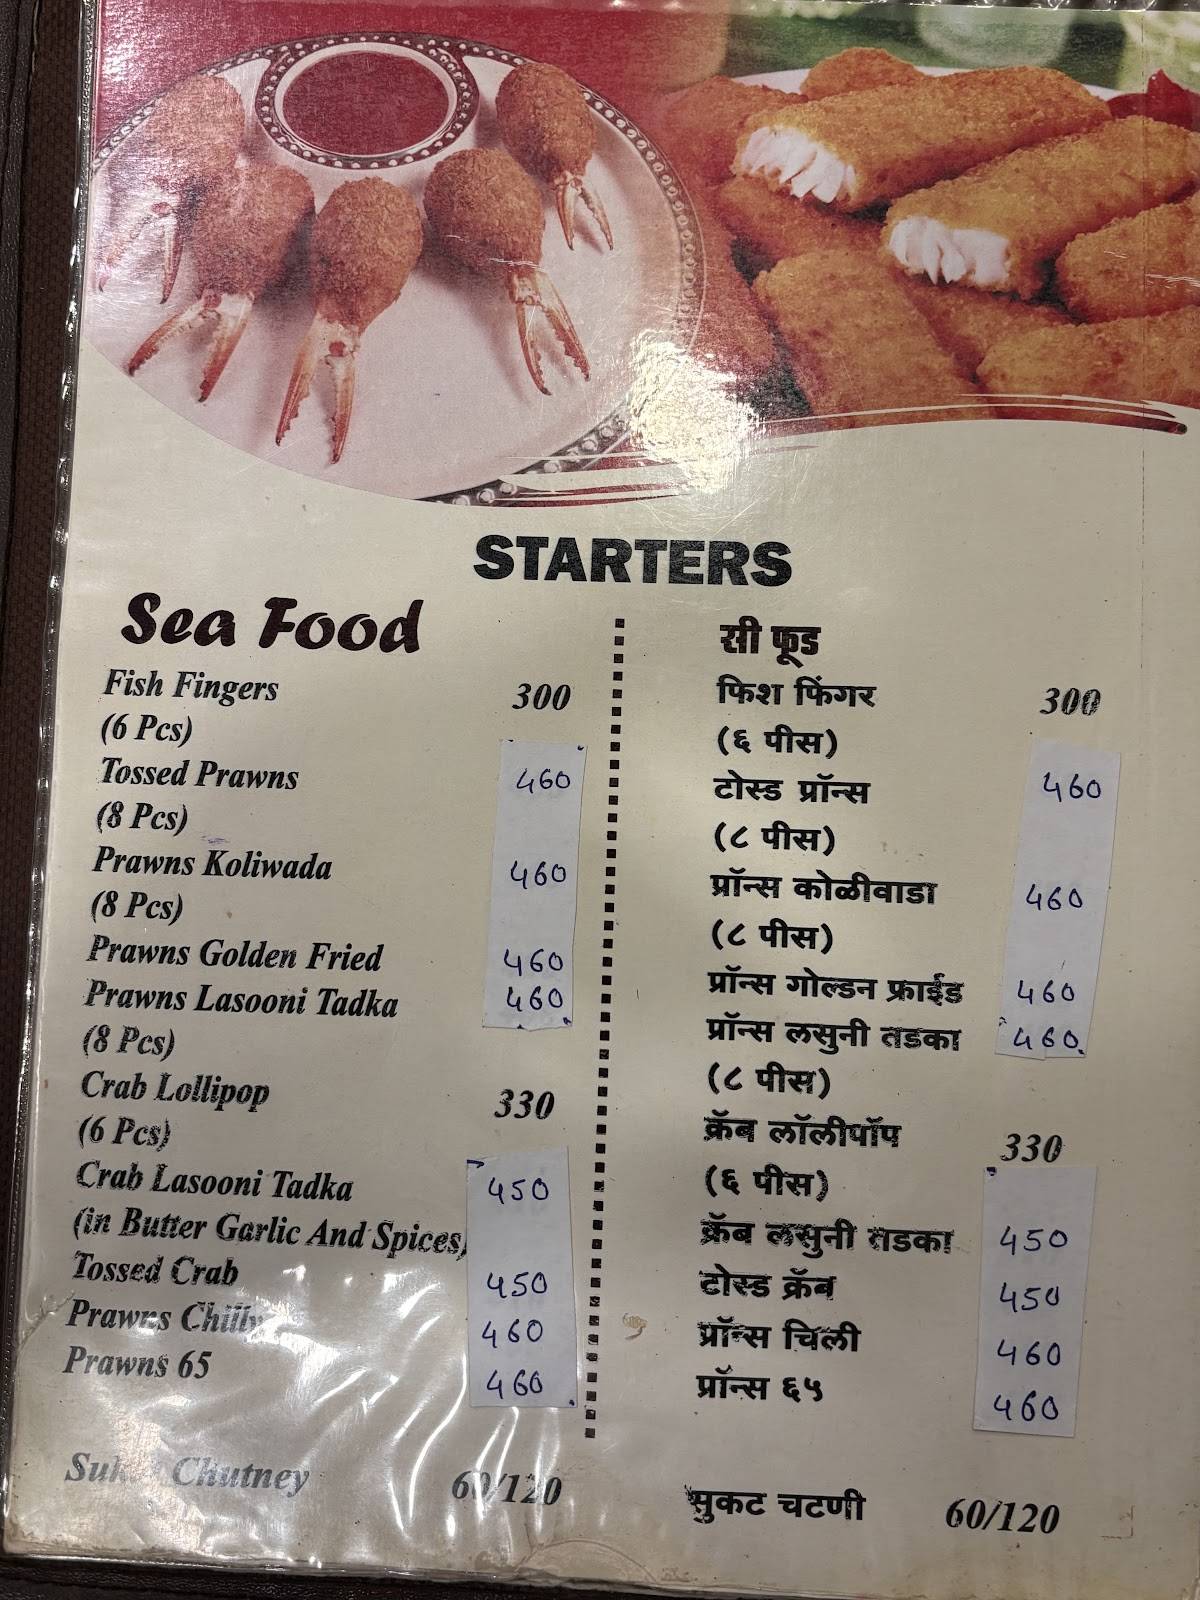 STARTERS
Sea Food
Fish Fingers 300
(6 Pcs)
Tossed Prawns 460
(8 Pcs)
Prawns Koliwada 460
(8 Pcs)
Prawns Golden Fried 460
Prawns Lasooni Tadka 460
(8 Pcs)
Crab Lollipop 330
(6 Pcs)
Crab Lasooni Tadka 450
(in Butter Garlic And Spices)
Tossed Crab 450
Prawns Chilly 460
Prawns 65 460
Chutney 60/120
सी फूड
फिश फिंगर 300
(६ पीस)
टोस्ड प्रॉन्स 460
(८ पीस)
प्रॉन्स कोळीवाडा 460
(८ पीस)
प्रॉन्स गोल्डन फ्राईड 460
प्रॉन्स लसुनी तडका 460
(८ पीस)
क्रॅब लॉलीपॉप 330
(६ पीस)
क्रॅब लसुनी तडका 450
टोस्ड क्रॅब 450
प्रॉन्स चिली 460
प्रॉन्स ६५ 460
सुकट चटणी 60/120